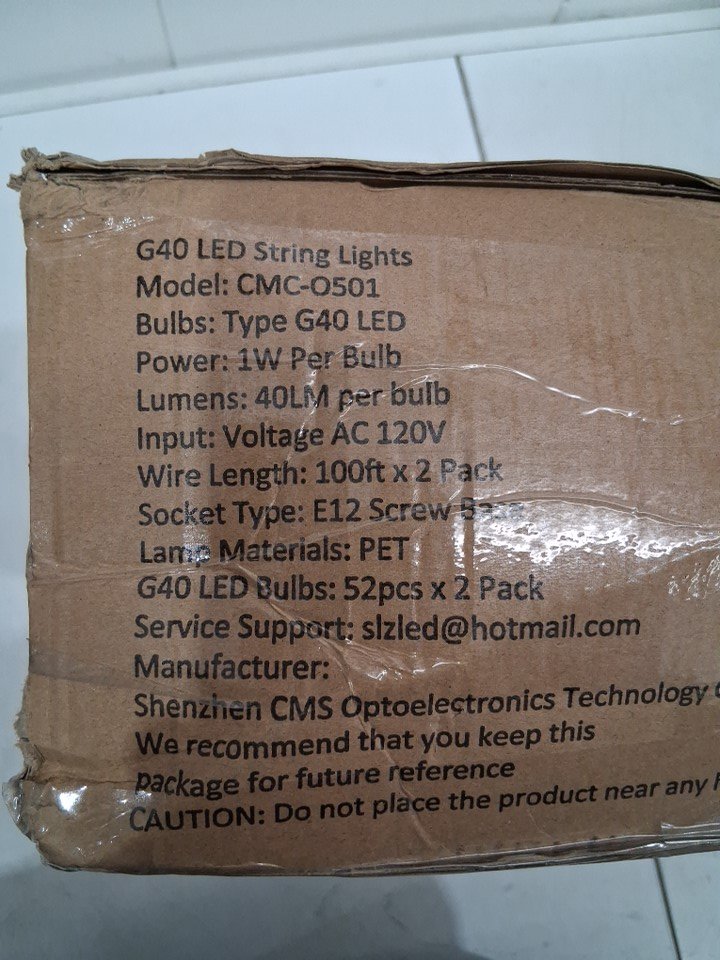 G40 LED String Lights
Model: CMC-O501
Bulbs: Type G40 LED
Power: 1W Per Bulb
Lumens: 40LM per bulb
Input: Voltage AC 120V
Wire Length: 100ft x 2 Pack
Socket Type: E12 Screw Base
Lamp Materials: PET
G40 LED Bulbs: 52pcs x 2 Pack
Service Support: slzled@hotmail.com
Manufacturer:
Shenzhen CMS Optoelectronics Technology
We recommend that you keep this
package for future reference
CAUTION: Do not place the product near any